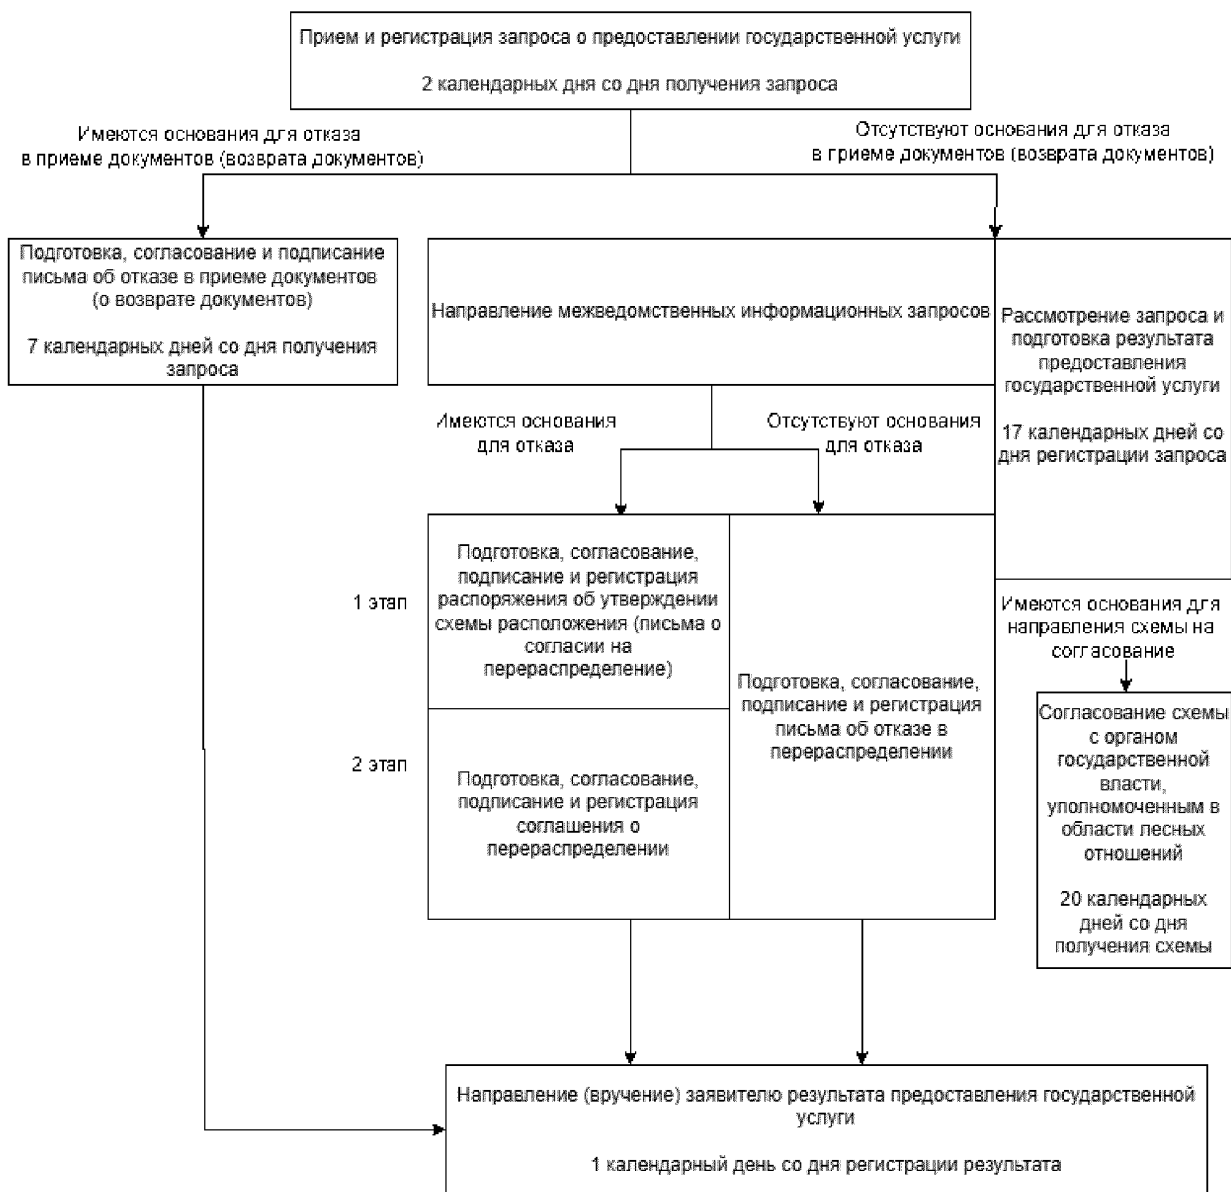 Прием и регистрация запроса о предоставлении государственной услуги
2 календарных дня со дня получения запроса
Имеются основания для отказа
в приеме документов (возврата документов)
Отсутствуют основания для отказа
в приеме документов (возврата документов)
Подготовка, согласование и подписание
письма об отказе в приеме документов
(о возврате документов)
7 календарных дней со дня получения
запроса
Направление межведомственных информационных запросов
Рассмотрение запроса и
подготовка результата
предоставления
государственной услуги
17 календарных дней со
дня регистрации запроса
Имеются основания
для отказа
Отсутствуют основания
для отказа
1 этап
Подготовка, согласование,
подписание и регистрация
распоряжения об утверждении
схемы расположения (письма о
согласии на
перераспределение)
2 этап
Подготовка, согласование,
подписание и регистрация
соглашения о
перераспределении
Подготовка, согласование,
подписание и регистрация
письма об отказе в
перераспределении
Имеются основания для
направления схемы на
согласование
Согласование схемы
с органом
государственной
власти,
уполномоченным в
области лесных
отношений
20 календарных
дней со дня
получения схемы
Направление (вручение) заявителю результата предоставления государственной
услуги
1 календарный день со дня регистрации результата